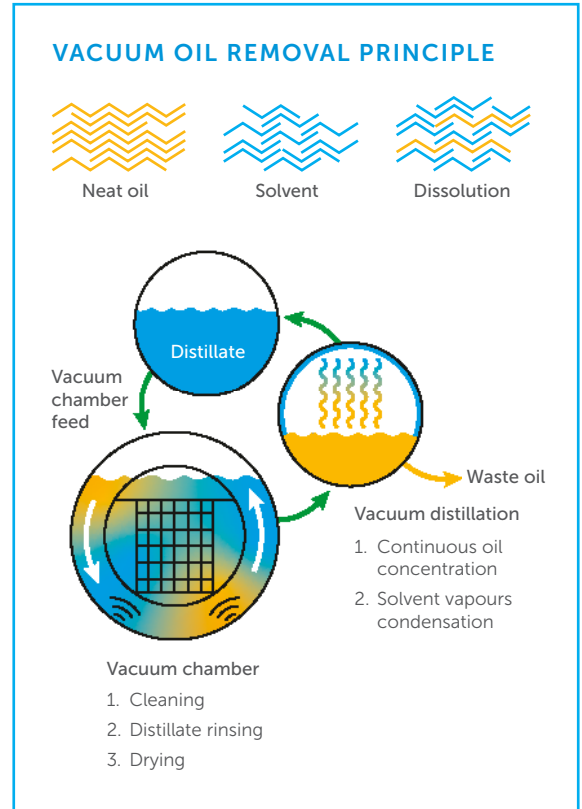 VACUUM OIL REMOVAL PRINCIPLE
Neat oil
Solvent
Dissolution
Distillate
Vacuum
chamber
feed
Waste oil
Vacuum distillation
1. Continuous oil
concentration
2. Solvent vapours
condensation
Vacuum chamber
1. Cleaning
2. Distillate rinsing
3. Drying